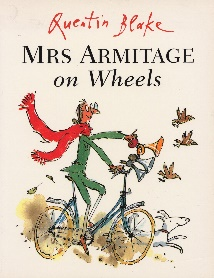 Quentin Blake
MRS ARMITAGE
on Wheels